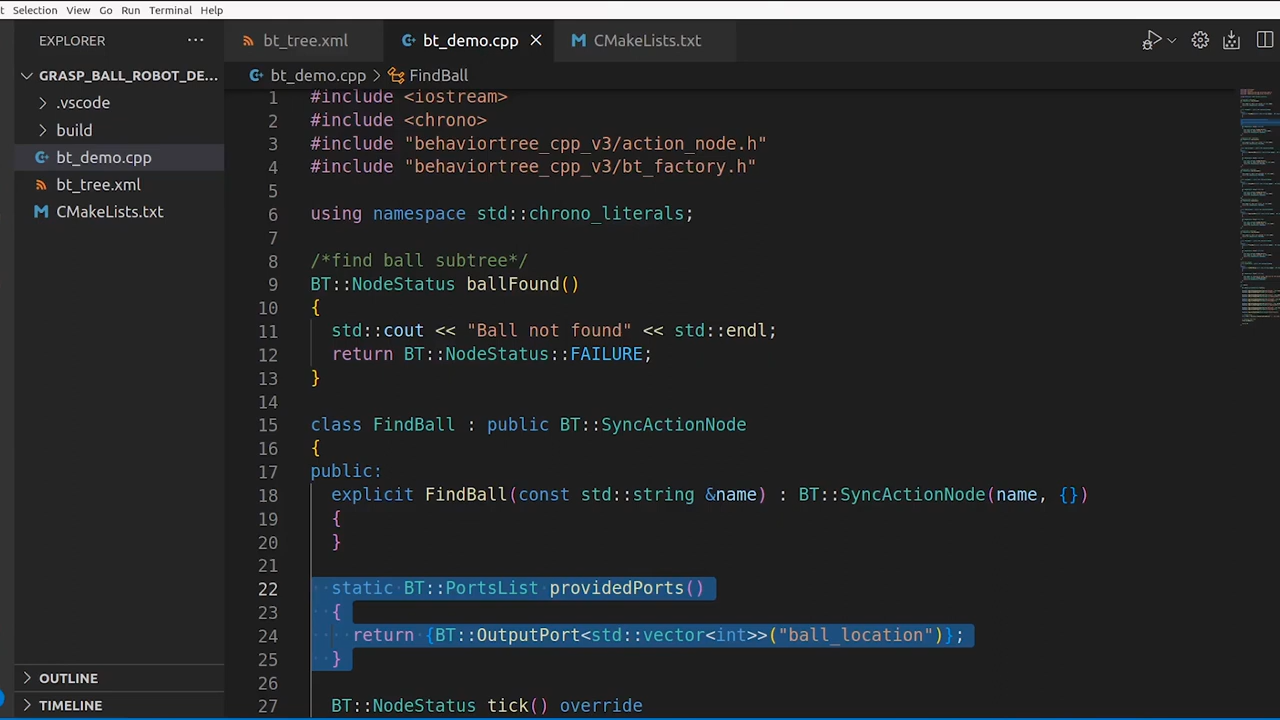 t Selection View Go Run Terminal Help
EXPLORER ···
bt_tree.xml bt_demo.cpp CMakeLists.txt
GRASP_BALL_ROBOT_DE...
.vscode
build
bt_demo.cpp
bt_tree.xml
CMakeLists.txt
OUTLINE
TIMELINE
bt_demo.cpp > FindBall
1 #include <iostream>
2 #include <chrono>
3 #include "behaviortree_cpp_v3/action_node.h"
4 #include "behaviortree_cpp_v3/bt_factory.h"
5
6 using namespace std::chrono_literals;
7
8 /*find ball subtree*/
9 BT::NodeStatus ballFound()
10 {
11 std::cout << "Ball not found" << std::endl;
12 return BT::NodeStatus::FAILURE;
13 }
14
15 class FindBall : public BT::SyncActionNode
16 {
17 public:
18 explicit FindBall(const std::string &name) : BT::SyncActionNode(name, {})
19 {
20 }
21
22 static BT::PortsList providedPorts()
23 {
24 return {BT::OutputPort<std::vector<int>>("ball_location")};
25 }
26
27 BT::NodeStatus tick() override